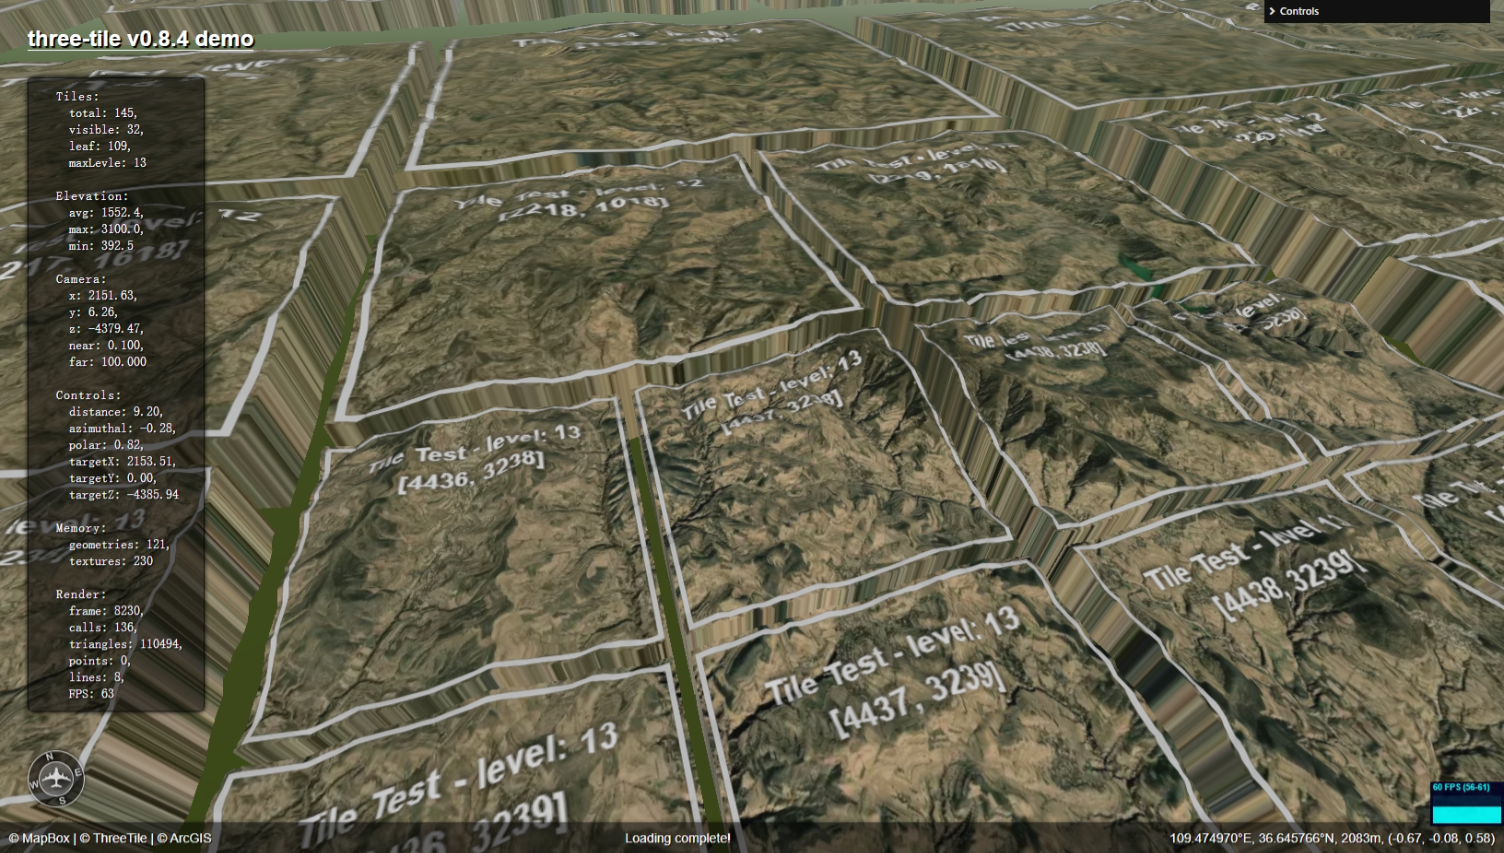 three-tile v0.8.4 demo
Controls
Tiles:
total: 145,
visible: 32,
leaf: 109,
maxLevle: 13
Elevation:
avg: 1552.4,
max: 3100.0,
min: 392.5
Camera:
x: 2151.63,
y: 6.26,
z: -4379.47,
near: 0.100,
far: 100.000
Controls:
distance: 9.20,
azimuthal: -0.28,
polar: 0.82,
targetX: 2153.51,
targetY: 0.00,
targetZ: -4385.94
Memory:
geometries: 121,
textures: 230
Render:
frame: 8230,
calls: 136,
triangles: 110494,
points: 0,
lines: 8,
FPS: 63
Tile Test - level: 12
[2218, 1618]
Tile Test - level: 13
[4437, 3238]
Tile Test - level: 13
[4436, 3238]
[4438, 3238]
Tile Test - level
[4438, 3239]
Tile Test - level: 13
[4437, 3239]
Tile Test - level: 13
3239]
N
E
S
W
60 FPS (56-61)
© MapBox | © ThreeTile | © ArcGIS
Loading complete!
109.474970°E, 36.645766°N, 2083m, (-0.67, -0.08, 0.58)